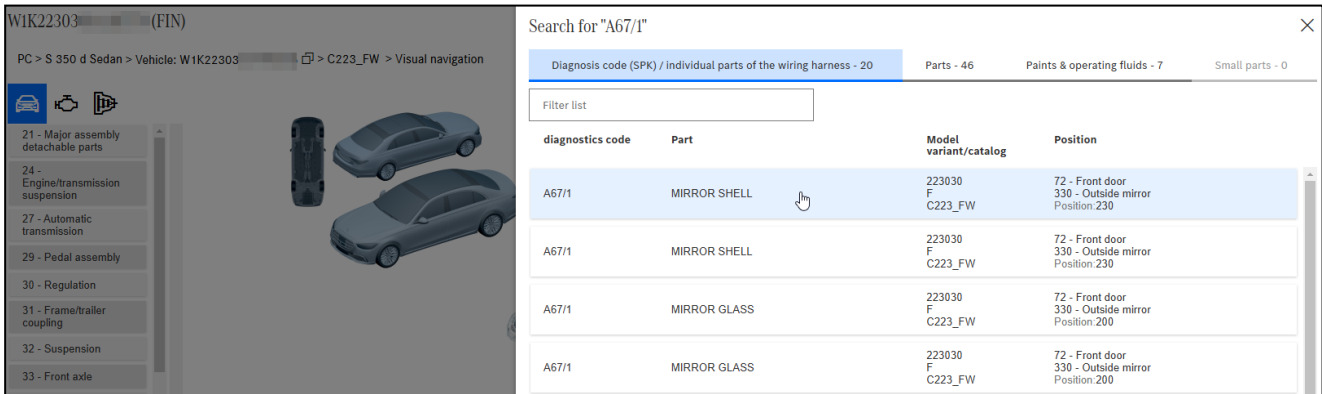 W1K22303 (FIN)
PC > S 350 d Sedan > Vehicle: W1K22303 > C223_FW > Visual navigation
21 - Major assembly
detachable parts
24 -
Engine/transmission
suspension
27 - Automatic
transmission
29 - Pedal assembly
30 - Regulation
31 - Frame/trailer
coupling
32 - Suspension
33 - Front axle
Search for "A67/1"
Diagnosis code (SPK) / individual parts of the wiring harness - 20
Parts - 46
Paints & operating fluids - 7
Small parts - 0
Filter list
diagnostics code
Part
Model
variant/catalog
Position
A67/1
MIRROR SHELL
223030
F
C223_FW
72 - Front door
330 - Outside mirror
Position:230
A67/1
MIRROR SHELL
223030
F
C223_FW
72 - Front door
330 - Outside mirror
Position:230
A67/1
MIRROR GLASS
223030
F
C223_FW
72 - Front door
330 - Outside mirror
Position:200
A67/1
MIRROR GLASS
223030
F
C223_FW
72 - Front door
330 - Outside mirror
Position:200